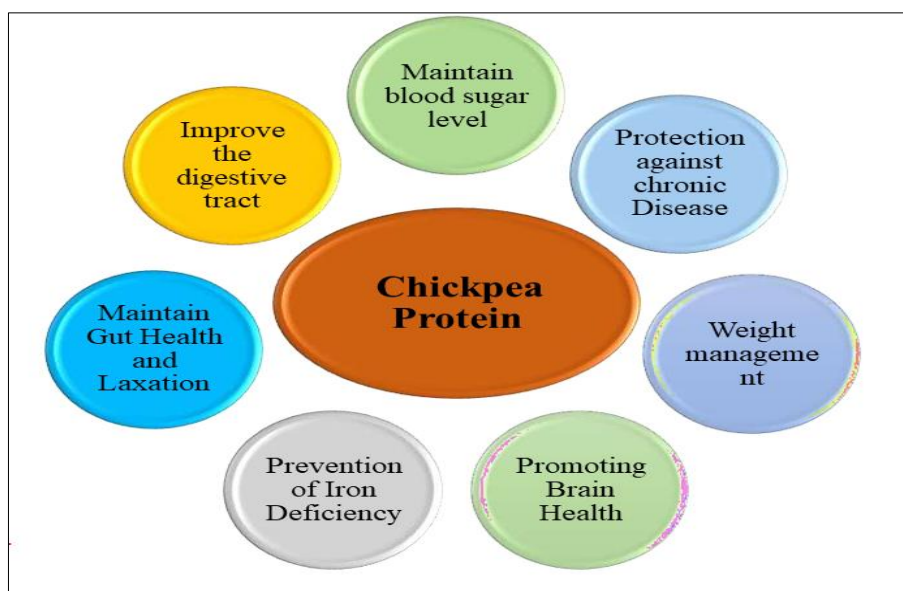 Maintain
blood sugar
level
Protection
against
chronic
Disease
Weight
manageme
nt
Promoting
Brain
Health
Prevention
of Iron
Deficiency
Maintain
Gut Health
and
Laxation
Improve
the
digestive
tract
Chickpea
Protein